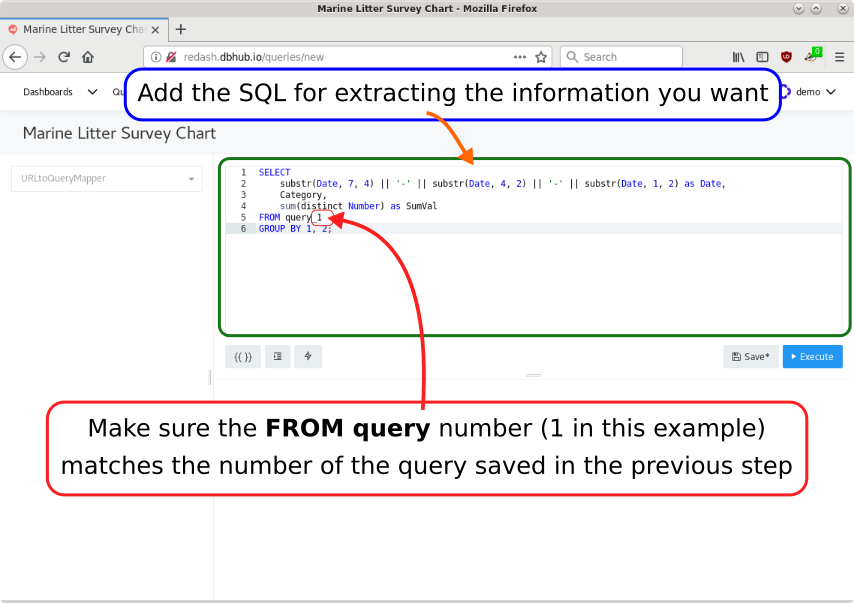 Marine Litter Survey Chart - Mozilla Firefox
Marine Litter Survey Cha
redash.dbhub.io/queries/new
Search
0
Dashboards
Qu
demo
Add the SQL for extracting the information you want
Marine Litter Survey Chart
URLtoQueryMapper
1 SELECT
2 substr(Date, 7, 4) || '-' || substr(Date, 4, 2) || '-' || substr(Date, 1, 2) as Date,
3 Category,
4 sum(distinct Number) as SumVal
5 FROM query_1
6 GROUP BY 1, 2;
{{ }}
Save*
Execute
Make sure the FROM query number (1 in this example)
matches the number of the query saved in the previous step